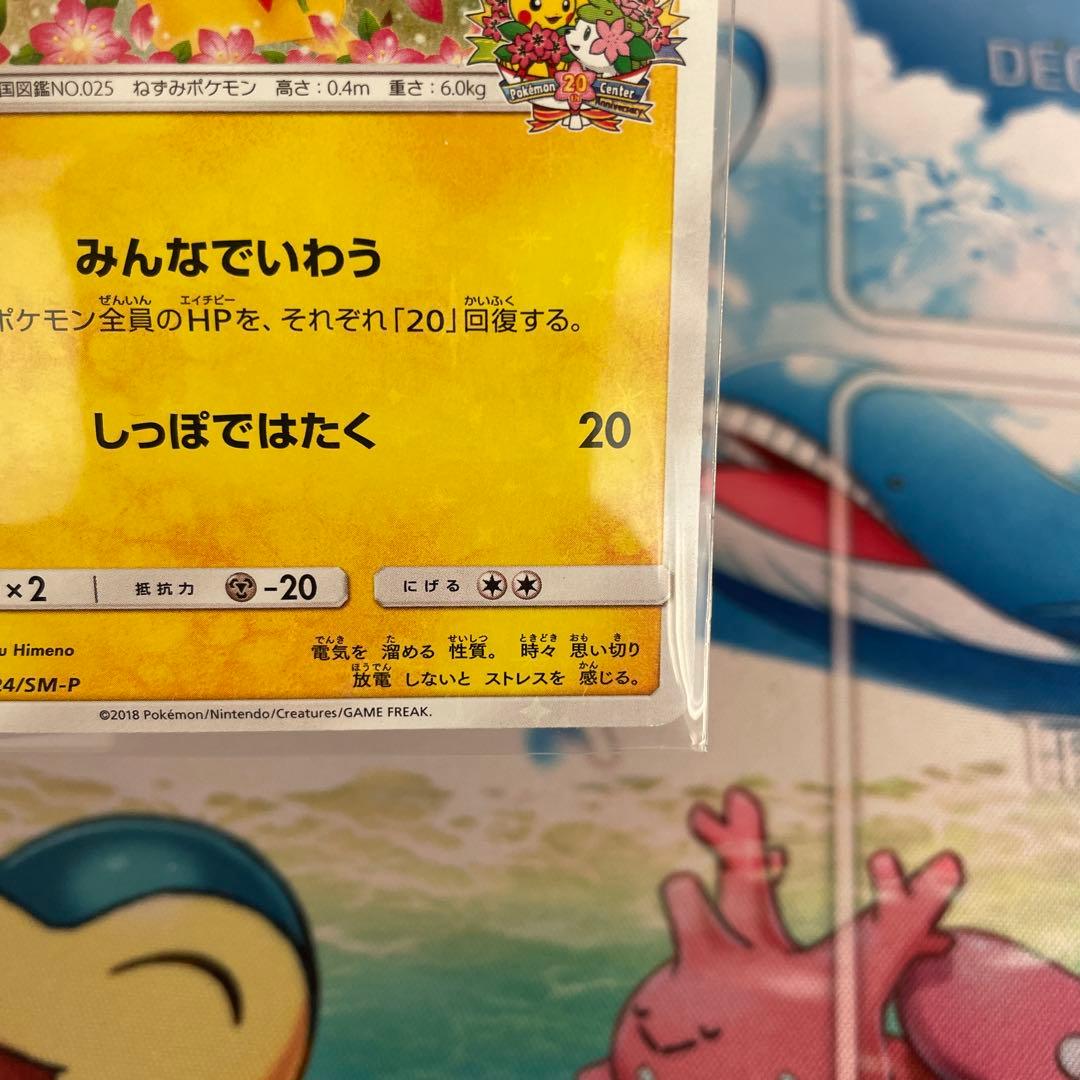 国図鑑NO.025 ねずみポケモン 高さ：0.4m 重さ：6.0kg
Pokémon 20th Center
Anniversary
みんなでいわう
ポケモン全員のHPを、それぞれ「20」回復する。
しっぽではたく 20
×2 抵抗力 -20 にげる
u Himeno
電気を 溜める 性質。 時々 思い切り
放電 しないと ストレスを 感じる。
24/SM-P
©2018 Pokémon/Nintendo/Creatures/GAME FREAK.
DEC